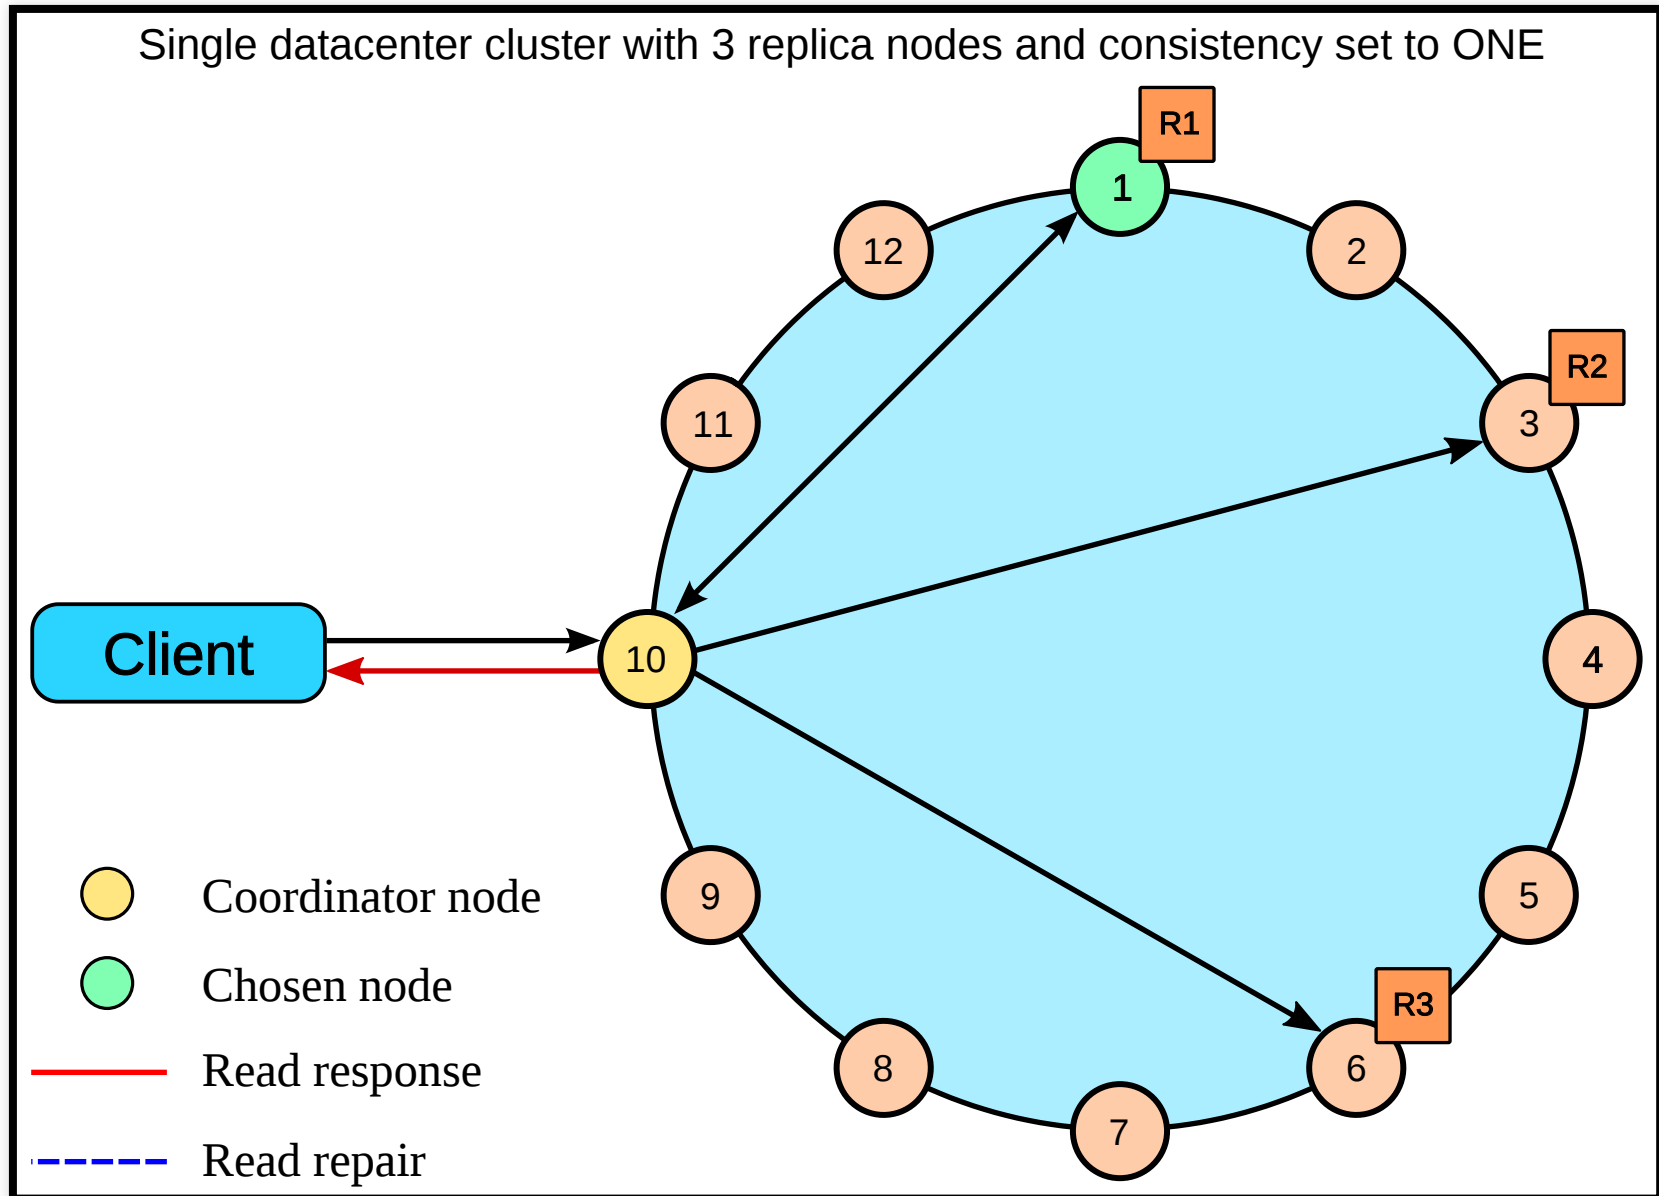 Single datacenter cluster with 3 replica nodes and consistency set to ONE
R1
1
12
2
R2
11
3
Client
10
4
Coordinator node
9
5
Chosen node
R3
Read response
8
6
7
Read repair